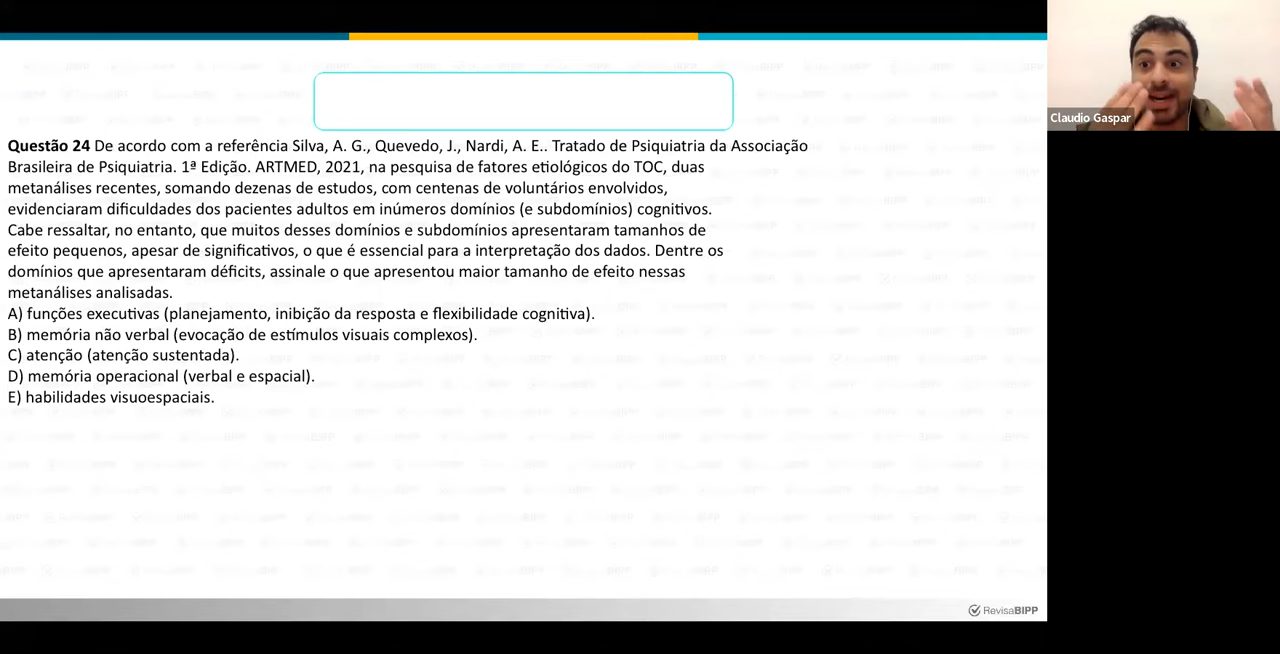 Claudio Gaspar
Questão 24 De acordo com a referência Silva, A. G., Quevedo, J., Nardi, A. E.. Tratado de Psiquiatria da Associação
Brasileira de Psiquiatria. 1ª Edição. ARTMED, 2021, na pesquisa de fatores etiológicos do TOC, duas
metanálises recentes, somando dezenas de estudos, com centenas de voluntários envolvidos,
evidenciaram dificuldades dos pacientes adultos em inúmeros domínios (e subdomínios) cognitivos.
Cabe ressaltar, no entanto, que muitos desses domínios e subdomínios apresentaram tamanhos de
efeito pequenos, apesar de significativos, o que é essencial para a interpretação dos dados. Dentre os
domínios que apresentaram déficits, assinale o que apresentou maior tamanho de efeito nessas
metanálises analisadas.
A) funções executivas (planejamento, inibição da resposta e flexibilidade cognitiva).
B) memória não verbal (evocação de estímulos visuais complexos).
C) atenção (atenção sustentada).
D) memória operacional (verbal e espacial).
E) habilidades visuoespaciais.
RevisaBIPP